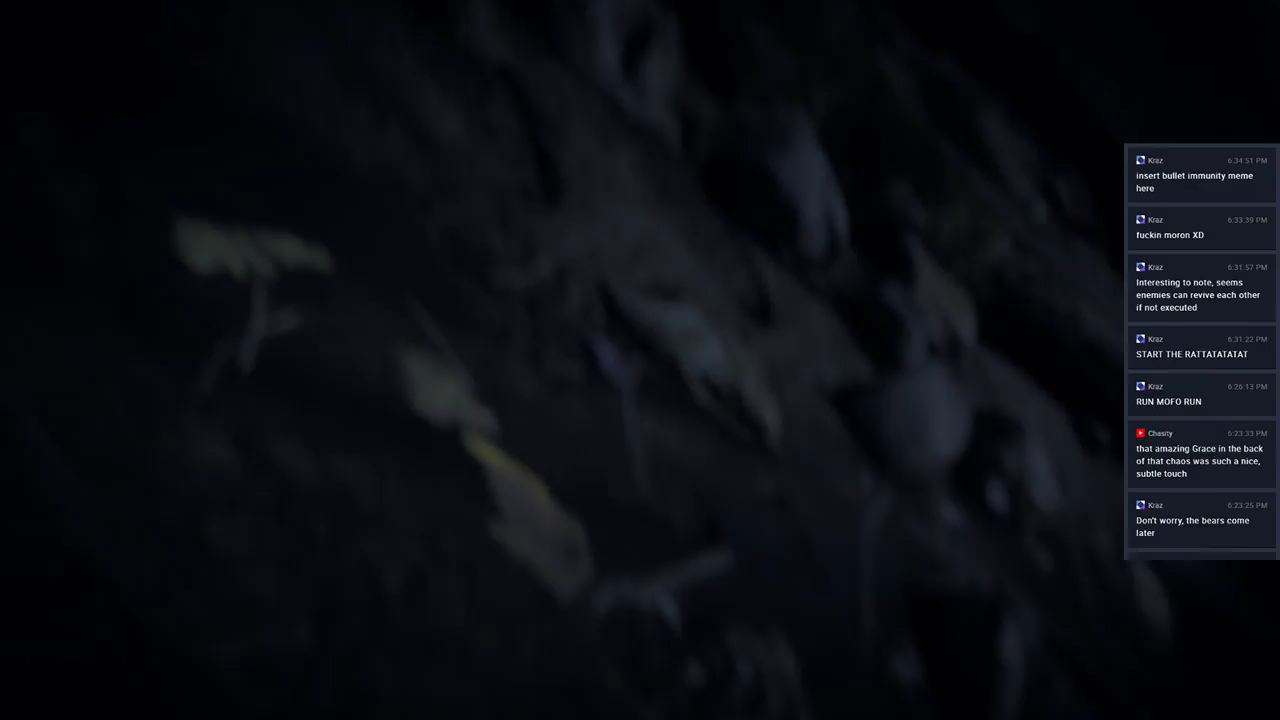 Kraz 6:34:51 PM
insert bullet immunity meme
here
Kraz 6:33:39 PM
fuckin moron XD
Kraz 6:31:57 PM
Interesting to note, seems
enemies can revive each other
if not executed
Kraz 6:31:22 PM
START THE RATTATATATAT
Kraz 6:26:13 PM
RUN MOFO RUN
Chasity 6:23:33 PM
that amazing Grace in the back
of that chaos was such a nice,
subtle touch
Kraz 6:23:25 PM
Don't worry, the bears come
later